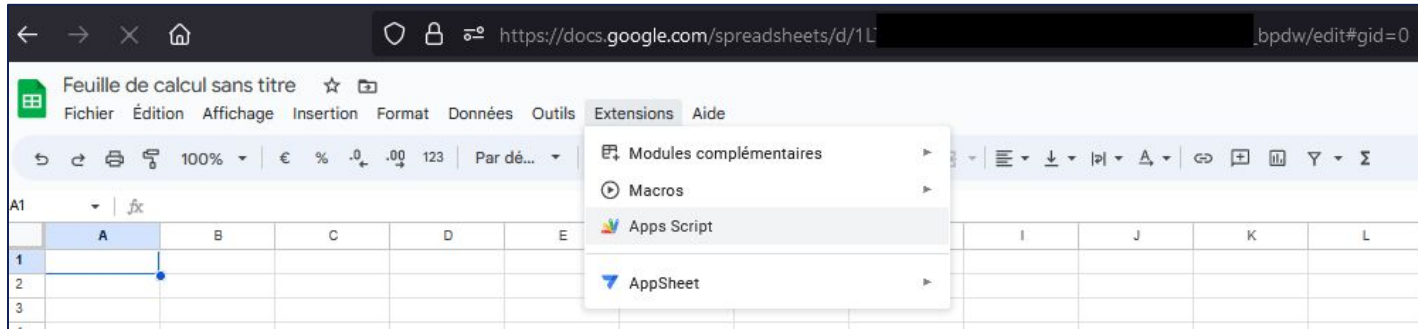 https://docs.google.com/spreadsheets/d/1L bpdw/edit#gid=0
Feuille de calcul sans titre
Fichier Édition Affichage Insertion Format Données Outils Extensions Aide
100% € % .0 .00 123 Par dé...
Modules complémentaires
Macros
Apps Script
AppSheet
A1 fx
A B C D E I J K L
1
2
3